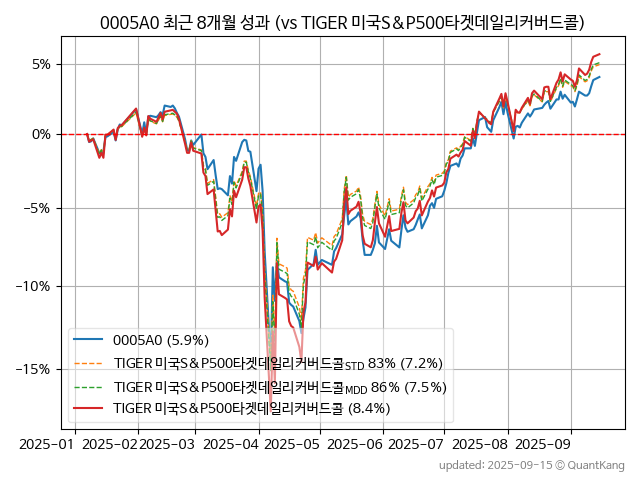 0005A0 최근 8개월 성과 (vs TIGER 미국S&P500타겟데일리커버드콜)
5%
0%
−5%
−10%
−15%
0005A0 (5.9%)
TIGER 미국S&P500타겟데일리커버드콜STD 83% (7.2%)
TIGER 미국S&P500타겟데일리커버드콜MDD 86% (7.5%)
TIGER 미국S&P500타겟데일리커버드콜 (8.4%)
2025-01 2025-02 2025-03 2025-04 2025-05 2025-06 2025-07 2025-08 2025-09
updated: 2025-09-15 © QuantKang